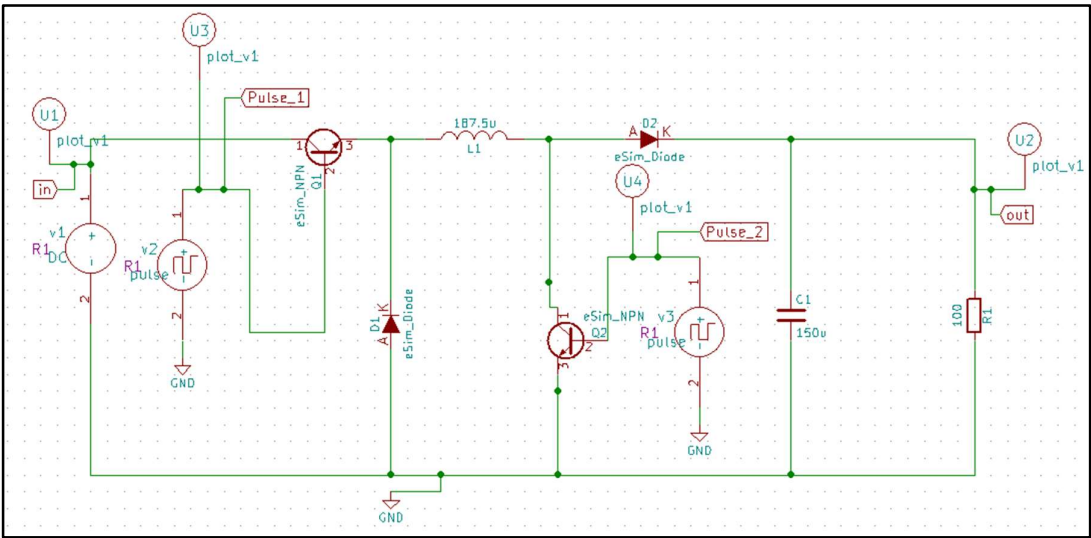 U3
plot_v1
Pulse_1
U1
plot_v1
in
1
v1
R1
DC
+
-
2
1
v2
R1
pulse
+
-
2
GND
1
3
2
Q1
eSim_NPN
187.5u
L1
D2
A
K
eSim_Diode
U4
plot_v1
Pulse_2
U2
plot_v1
out
D1
K
A
eSim_Diode
1
eSim_NPN
Q2
2
3
1
v3
R1
pulse
+
-
2
GND
C1
150u
100
R1
GND